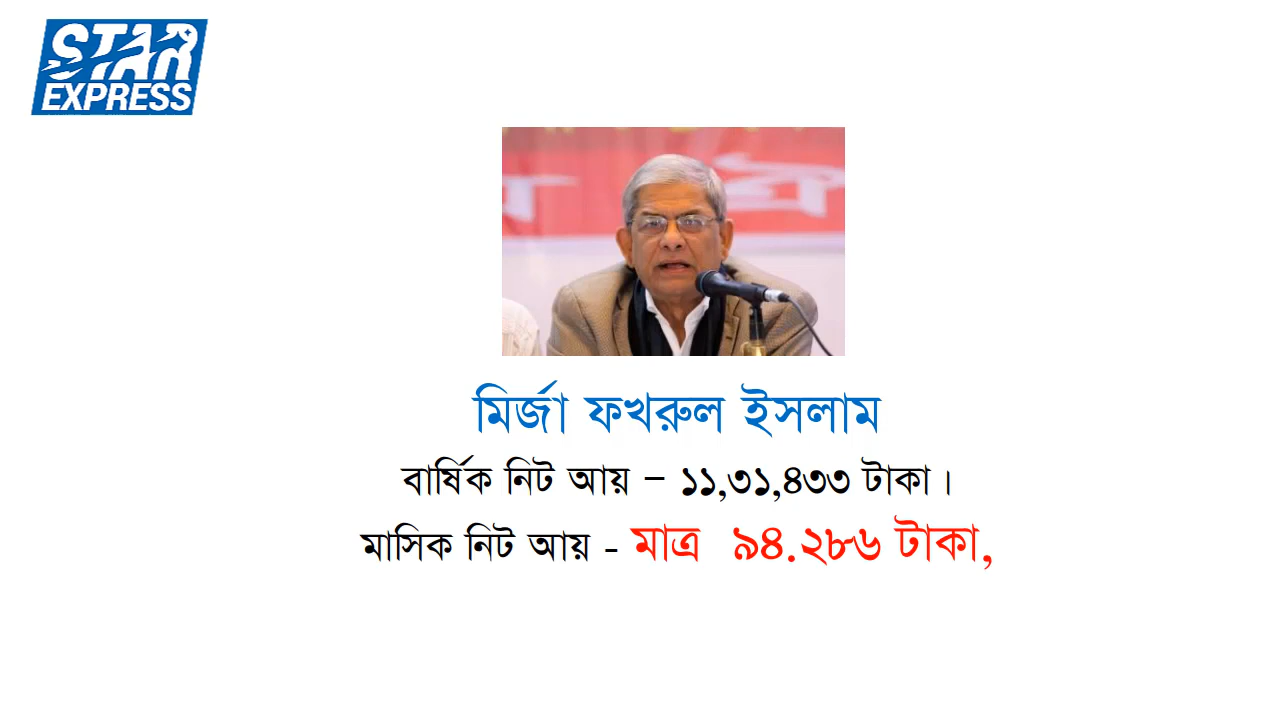 STAR
EXPRESS
মির্জা ফখরুল ইসলাম
বার্ষিক নিট আয় – ১১,৩১,৪৩৩ টাকা।
মাসিক নিট আয় - মাত্র ৯৪.২৮৬ টাকা,